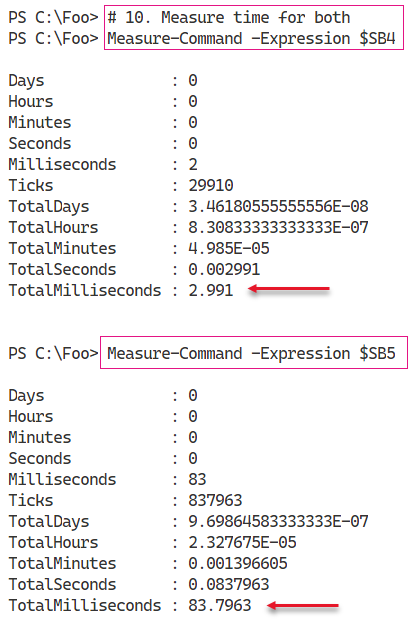 PS C:\Foo> # 10. Measure time for both
PS C:\Foo> Measure-Command -Expression $SB4
Days : 0
Hours : 0
Minutes : 0
Seconds : 0
Milliseconds : 2
Ticks : 29910
TotalDays : 3.46180555555556E-08
TotalHours : 8.30833333333333E-07
TotalMinutes : 4.985E-05
TotalSeconds : 0.002991
TotalMilliseconds : 2.991
PS C:\Foo> Measure-Command -Expression $SB5
Days : 0
Hours : 0
Minutes : 0
Seconds : 0
Milliseconds : 83
Ticks : 837963
TotalDays : 9.69864583333333E-07
TotalHours : 2.327675E-05
TotalMinutes : 0.001396605
TotalSeconds : 0.0837963
TotalMilliseconds : 83.7963